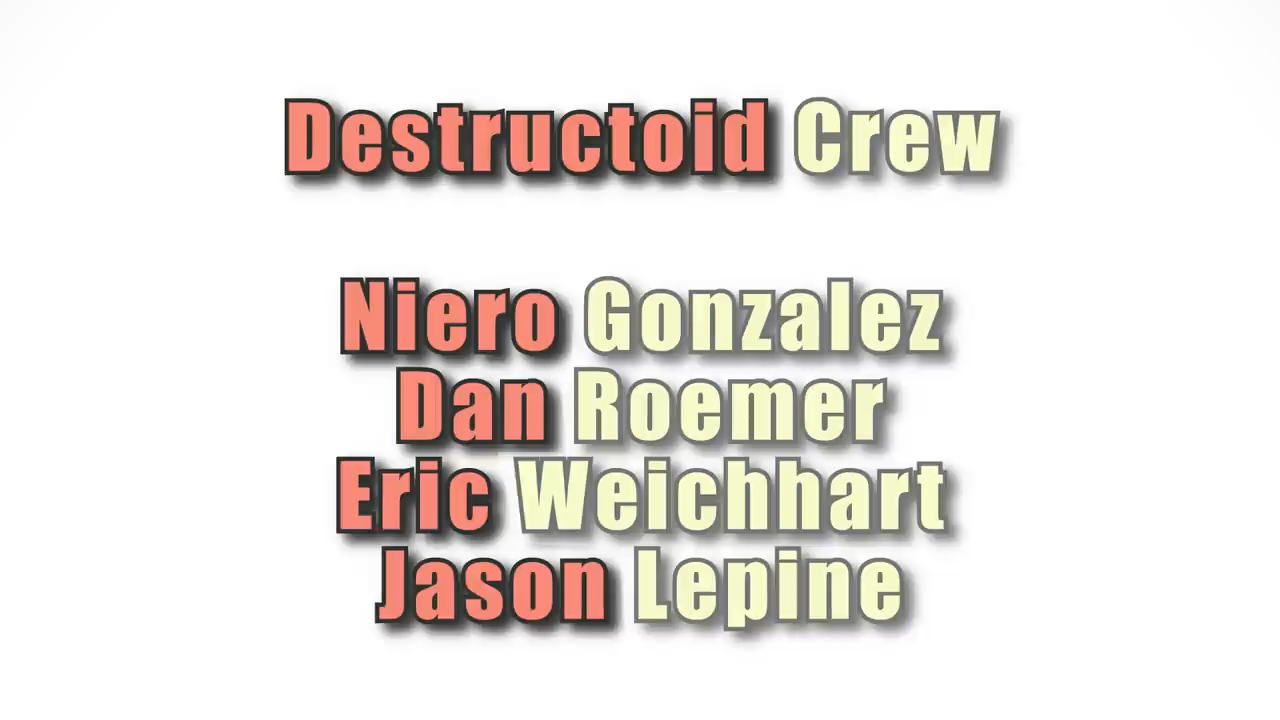 Destructoid Crew
Niero Gonzalez
Dan Roemer
Eric Weichhart
Jason Lepine